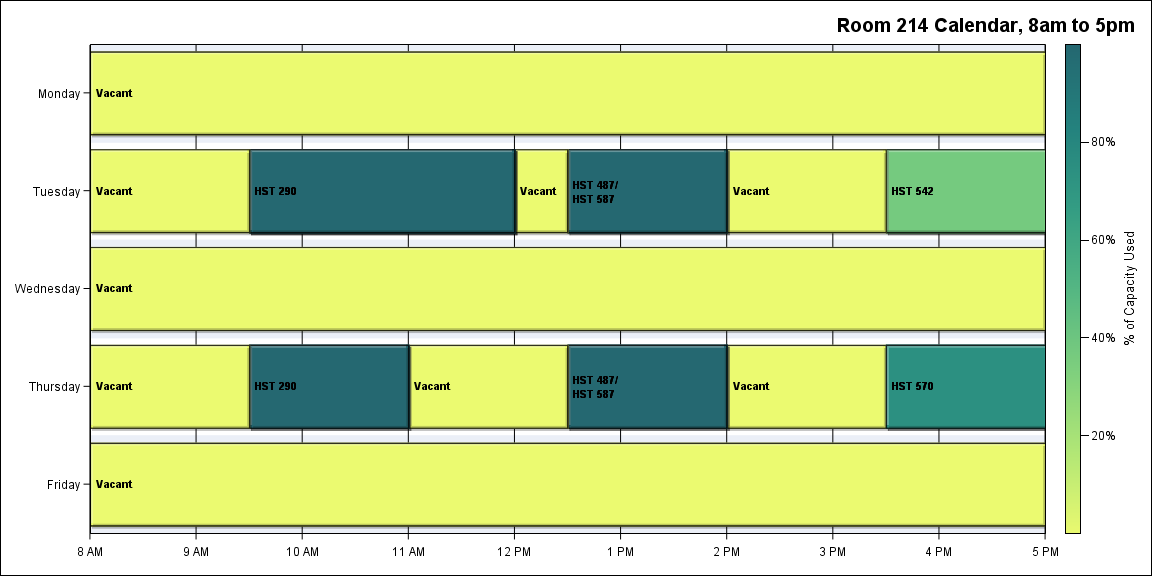 Room 214 Calendar, 8am to 5pm
Monday
Vacant
Tuesday
Vacant
HST 290
Vacant
HST 487/
HST 587
Vacant
HST 542
Wednesday
Vacant
Thursday
Vacant
HST 290
Vacant
HST 487/
HST 587
Vacant
HST 570
Friday
Vacant
8 AM
9 AM
10 AM
11 AM
12 PM
1 PM
2 PM
3 PM
4 PM
5 PM
80%
60%
40%
20%
% of Capacity Used